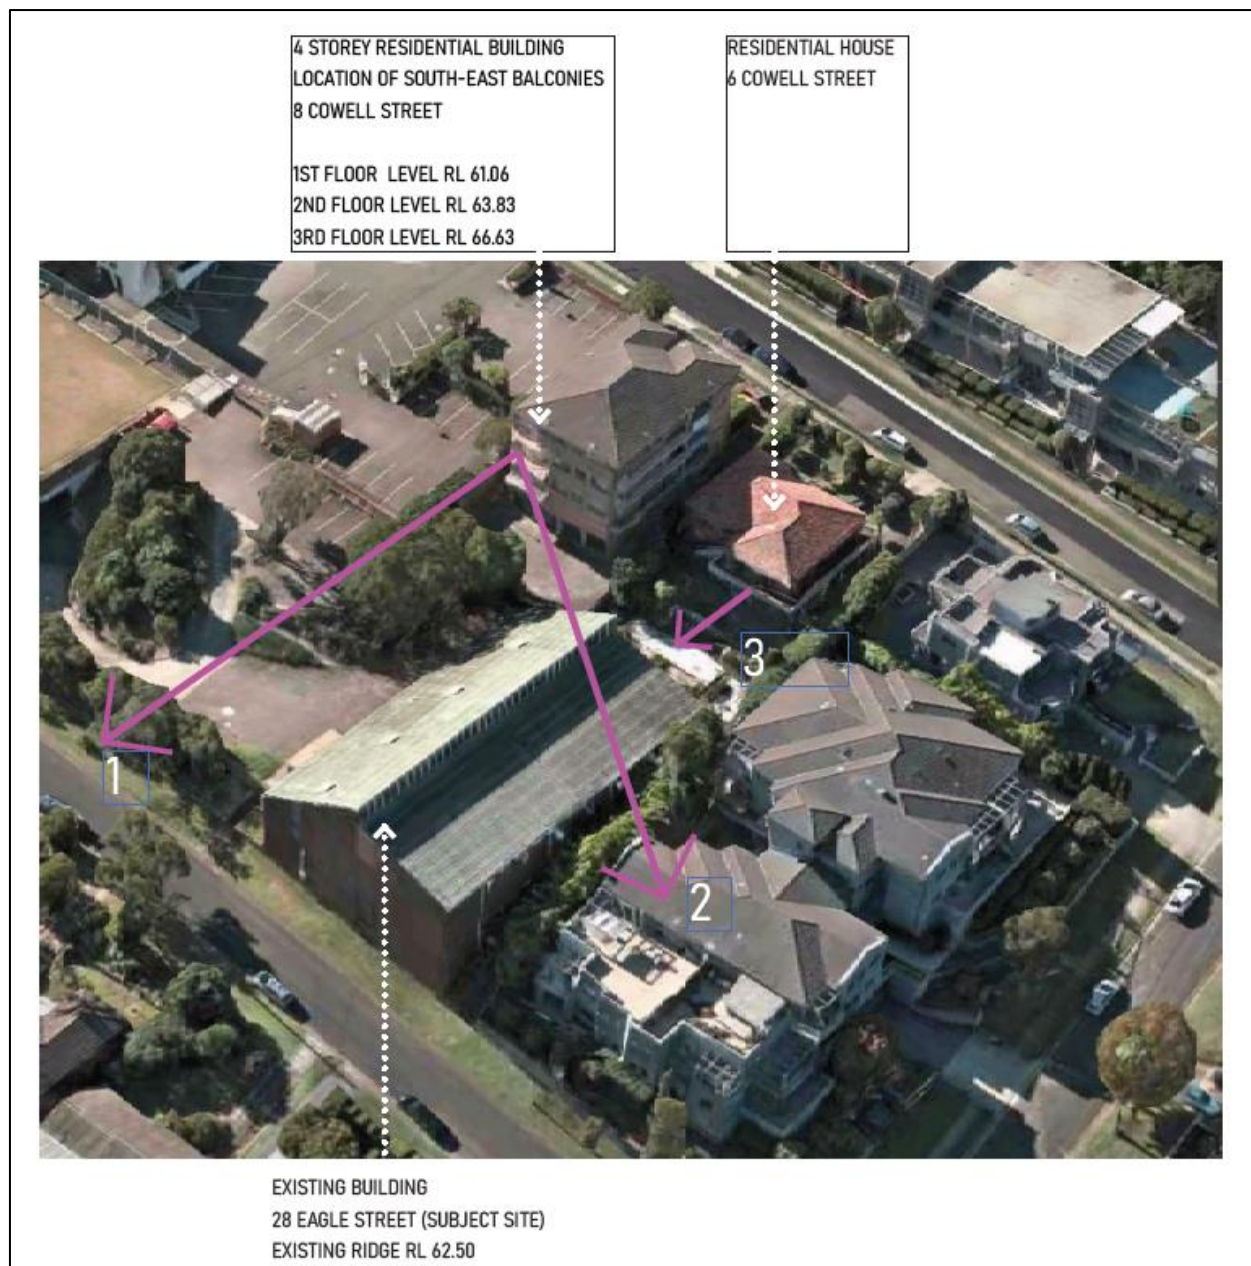 4 STOREY RESIDENTIAL BUILDING
LOCATION OF SOUTH-EAST BALCONIES
8 COWELL STREET
1ST FLOOR LEVEL RL 61.06
2ND FLOOR LEVEL RL 63.83
3RD FLOOR LEVEL RL 66.63
RESIDENTIAL HOUSE
6 COWELL STREET
3
1
2
EXISTING BUILDING
28 EAGLE STREET (SUBJECT SITE)
EXISTING RIDGE RL 62.50